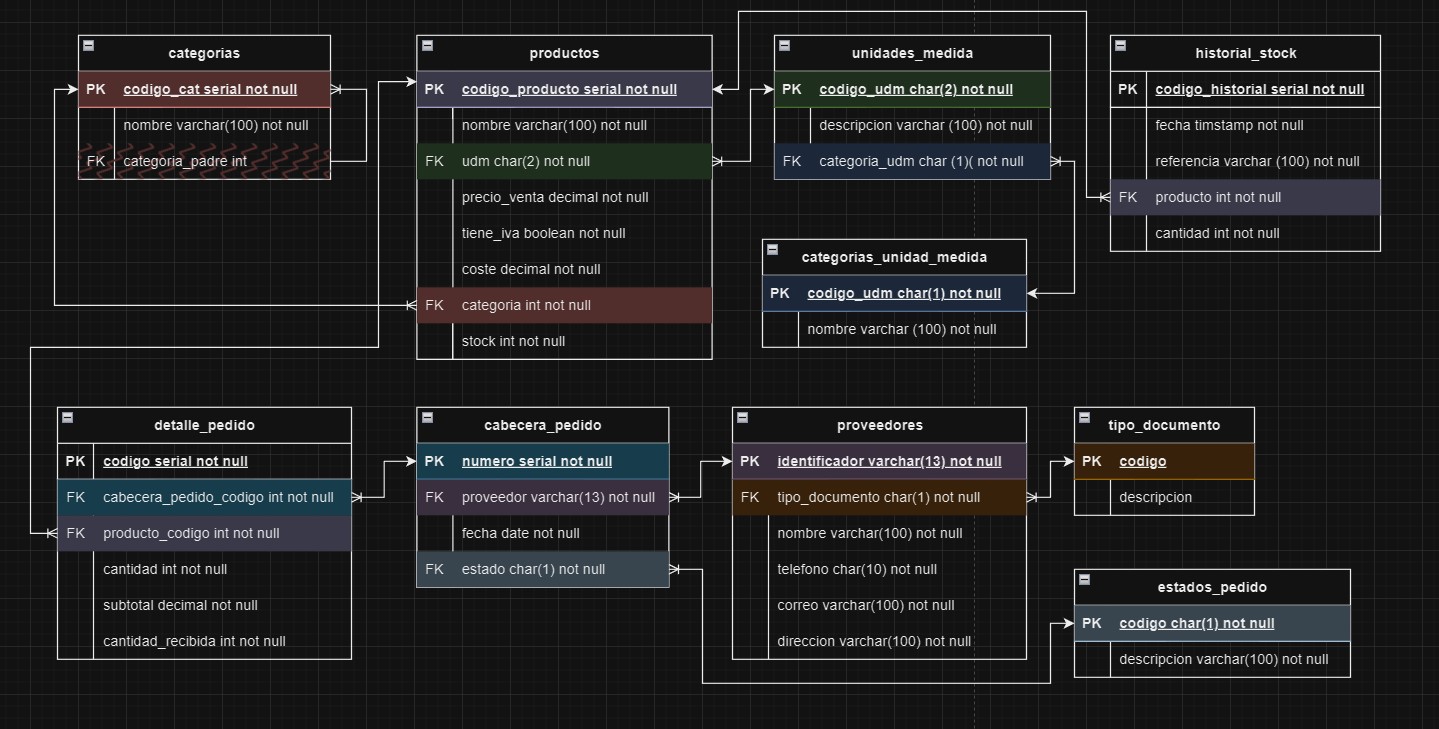 categorias
PK codigo_cat serial not null
nombre varchar(100) not null
FK categoria_padre int
productos
PK codigo_producto serial not null
nombre varchar(100) not null
FK udm char(2) not null
precio_venta decimal not null
tiene_iva boolean not null
coste decimal not null
FK categoria int not null
stock int not null
unidades_medida
PK codigo_udm char(2) not null
descripcion varchar (100) not null
FK categoria_udm char (1)( not null
historial_stock
PK codigo_historial serial not null
fecha timstamp not null
referencia varchar (100) not null
FK producto int not null
cantidad int not null
categorias_unidad_medida
PK codigo_udm char(1) not null
nombre varchar (100) not null
detalle_pedido
PK codigo serial not null
FK cabecera_pedido_codigo int not null
FK producto_codigo int not null
cantidad int not null
subtotal decimal not null
cantidad_recibida int not null
cabecera_pedido
PK numero serial not null
FK proveedor varchar(13) not null
fecha date not null
FK estado char(1) not null
proveedores
PK identificador varchar(13) not null
FK tipo_documento char(1) not null
nombre varchar(100) not null
telefono char(10) not null
correo varchar(100) not null
direccion varchar(100) not null
tipo_documento
PK codigo
descripcion
estados_pedido
PK codigo char(1) not null
descripcion varchar(100) not null